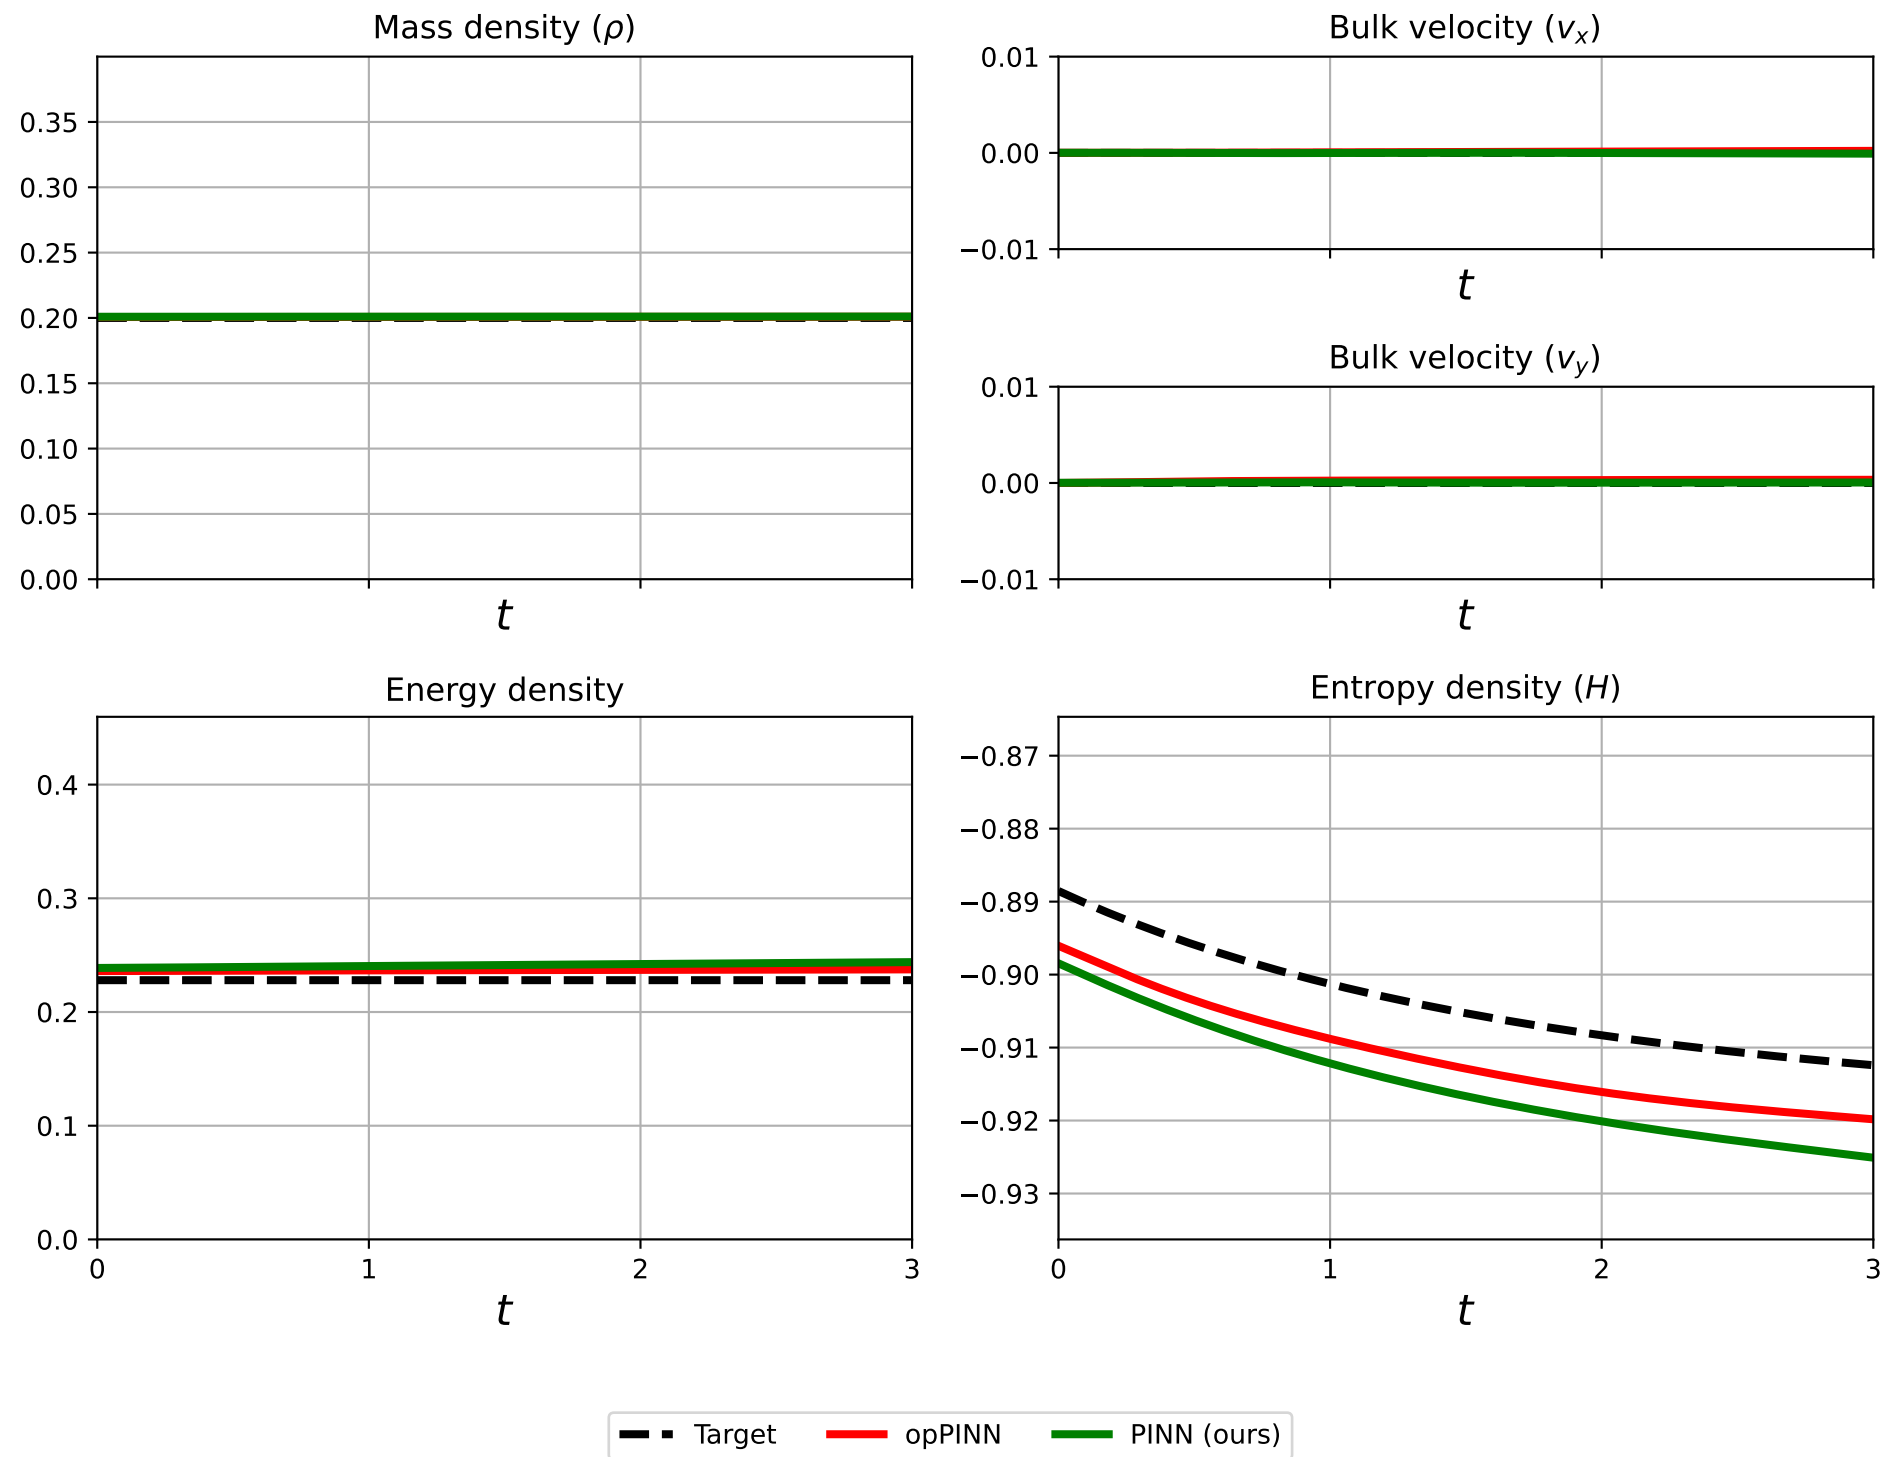 Mass density (ρ)
0.35
0.30
0.25
0.20
0.15
0.10
0.05
0.00
t
Bulk velocity (vₓ)
0.01
0.00
−0.01
t
Bulk velocity (v_y)
0.01
0.00
−0.01
t
Energy density
0.4
0.3
0.2
0.1
0.0
0 1 2 3
t
Entropy density (H)
−0.87
−0.88
−0.89
−0.90
−0.91
−0.92
−0.93
0 1 2 3
t
Target opPINN PINN (ours)